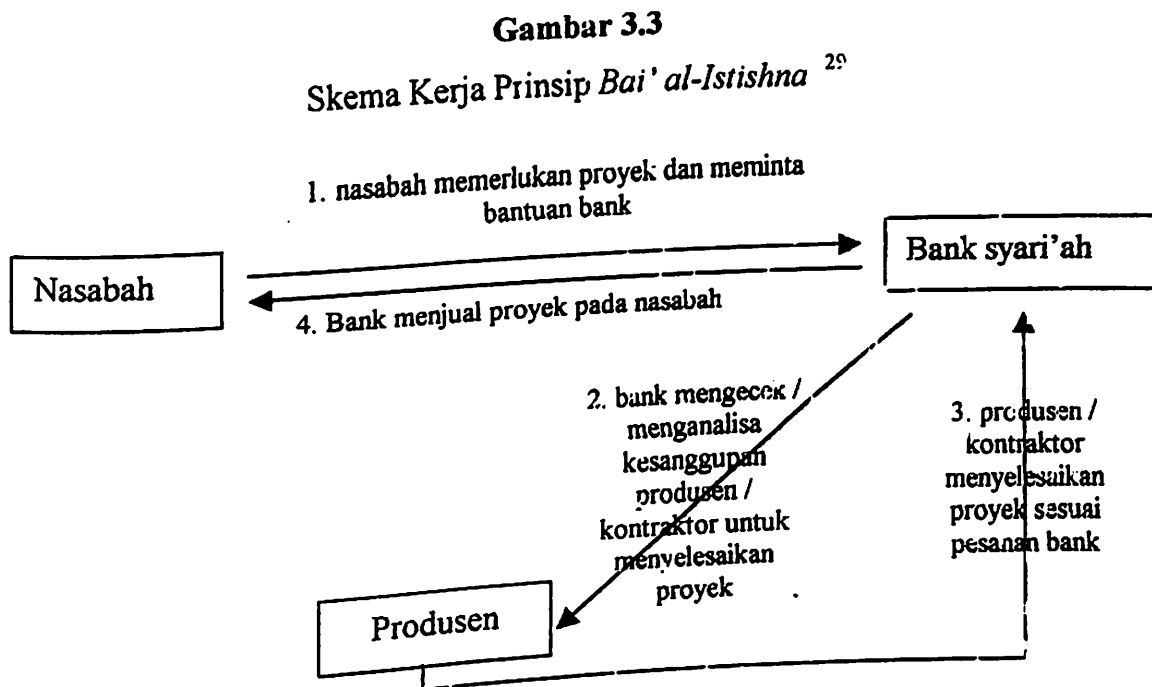 Gambar 3.3
Skema Kerja Prinsip Bai' al-Istishna 29
1. nasabah memerlukan proyek dan meminta
bantuan bank
Nasabah
Bank syari'ah
4. Bank menjual proyek pada nasabah
2. bank mengecek /
menganalisa
kesanggupan
produsen /
kontraktor untuk
menyelesaikan
proyek
3. produsen /
kontraktor
menyelesaikan
proyek sesuai
pesanan bank
Produsen